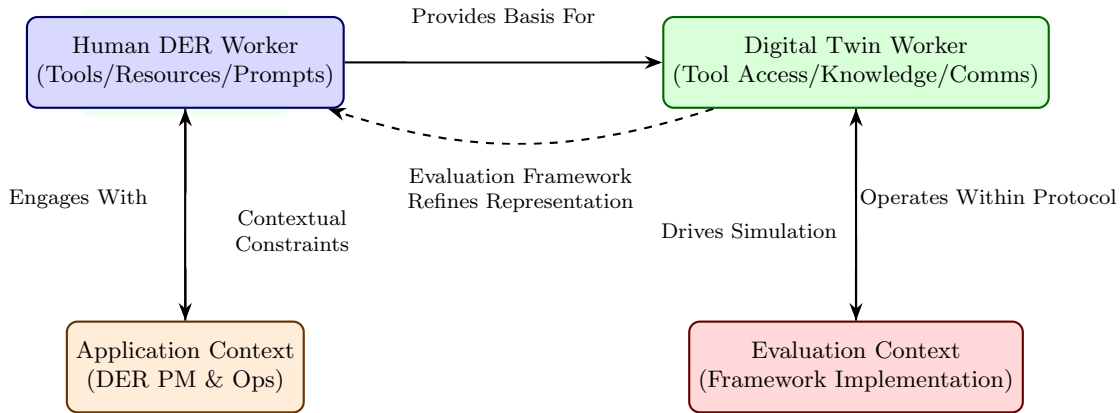 Provides Basis For
Human DER Worker
(Tools/Resources/Prompts)
Digital Twin Worker
(Tool Access/Knowledge/Comms)
Evaluation Framework
Refines Representation
Engages With
Contextual
Constraints
Operates Within Protocol
Drives Simulation
Application Context
(DER PM & Ops)
Evaluation Context
(Framework Implementation)